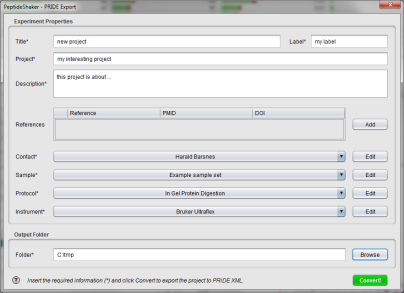 PeptideShaker - PRIDE Export
Experiment Properties
Title* new project Label* my label
Project* my interesting project
Description* this project is about...
Reference PMID DOI
References Add
Contact* Harald Barsnes Edit
Sample* Example sample set Edit
Protocol* In Gel Protein Digestion Edit
Instrument* Bruker Ultraflex Edit
Output Folder
Folder* C:\tmp Browse
Insert the required information (*) and click Convert to export the project to PRIDE XML. Convert!